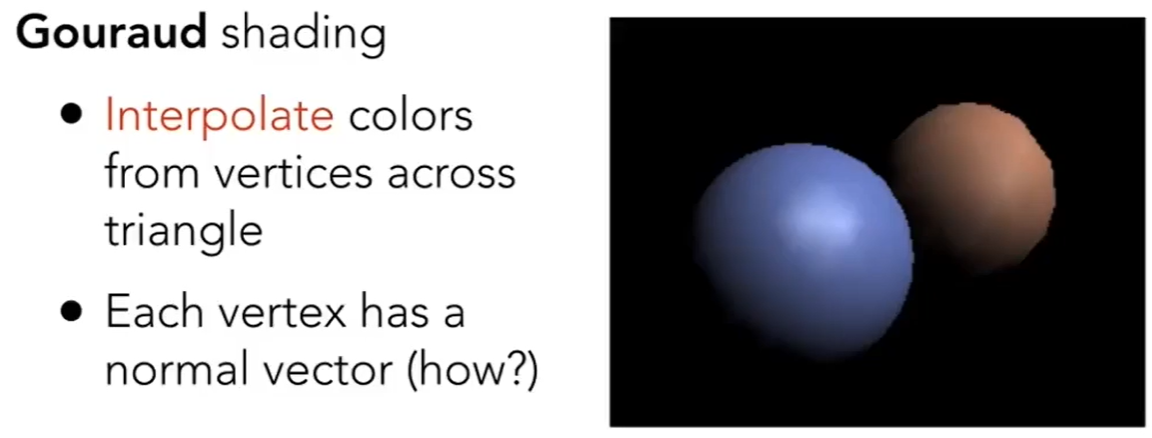 Gouraud shading
• Interpolate colors
from vertices across
triangle
• Each vertex has a
normal vector (how?)